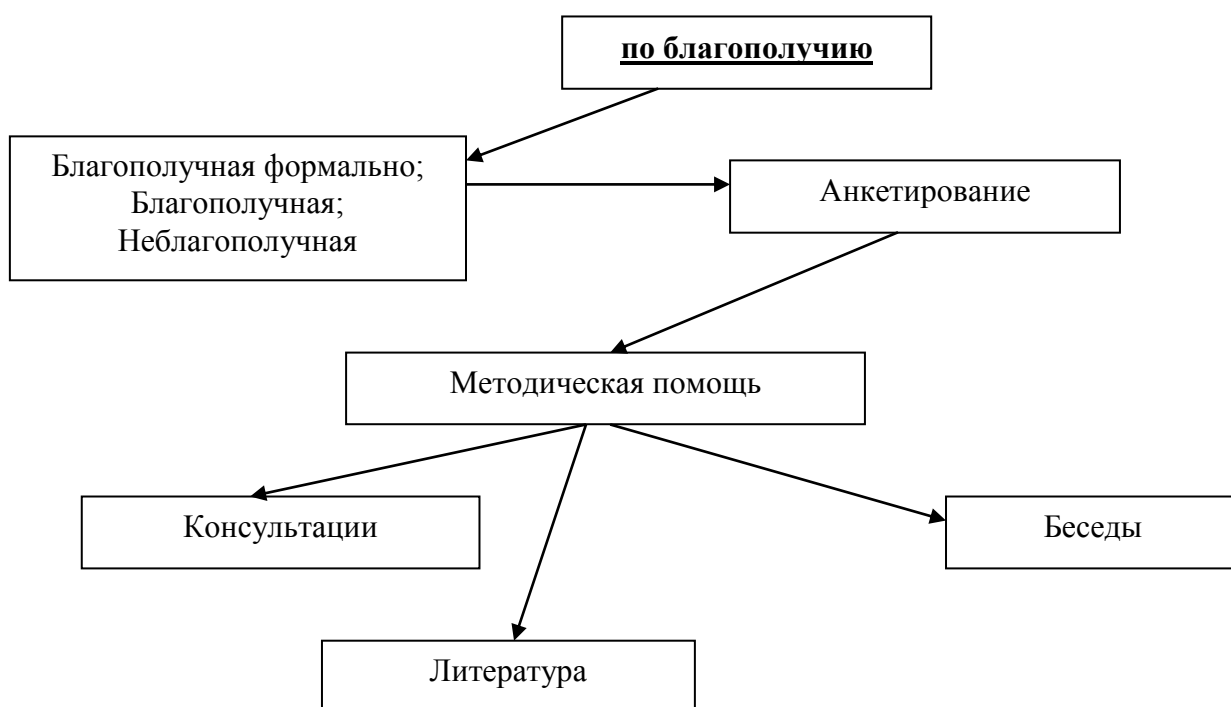 по благополучию
Благополучная формально;
Благополучная;
Неблагополучная
Анкетирование
Методическая помощь
Консультации
Беседы
Литература